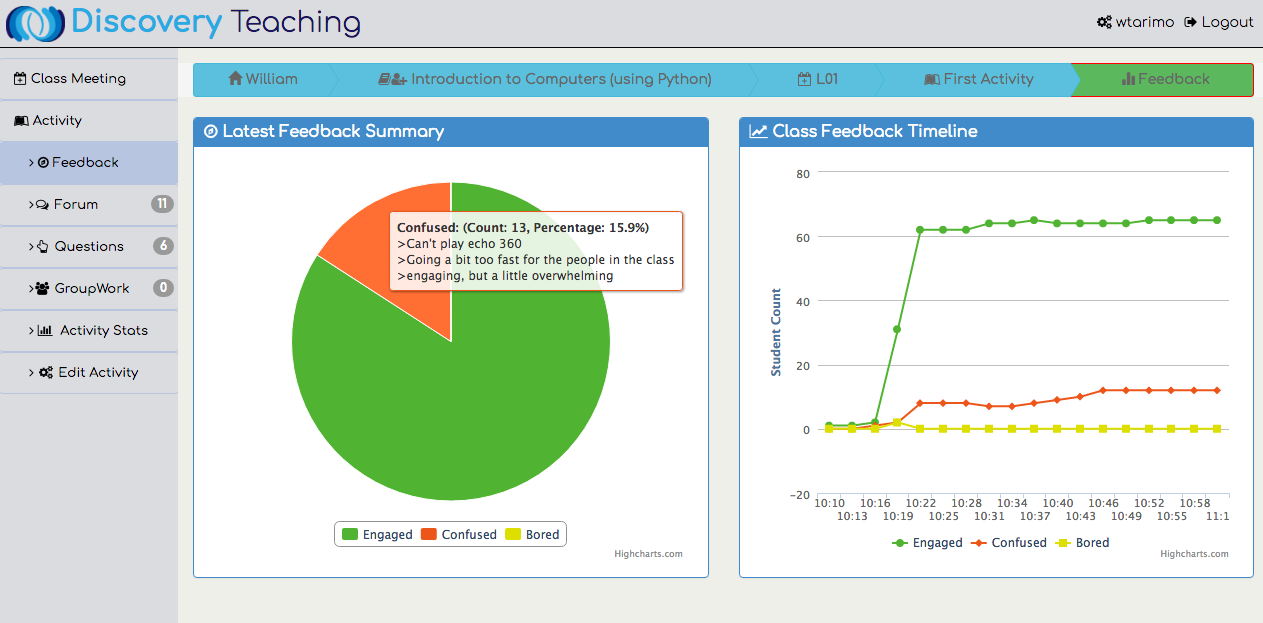 Discovery Teaching
wtarimo Logout
Class Meeting
Activity
> Feedback
> Forum 11
> Questions 6
> GroupWork 0
> Activity Stats
> Edit Activity
William
Introduction to Computers (using Python)
L01
First Activity
Feedback
Latest Feedback Summary
Confused: (Count: 13, Percentage: 15.9%)
>Can't play echo 360
>Going a bit too fast for the people in the class
>engaging, but a little overwhelming
Engaged Confused Bored
Highcharts.com
Class Feedback Timeline
Student Count
80
60
40
20
0
−20
10:10 10:16 10:22 10:28 10:34 10:40 10:46 10:52 10:58
10:13 10:19 10:25 10:31 10:37 10:43 10:49 10:55 11:1
Engaged Confused Bored
Highcharts.com